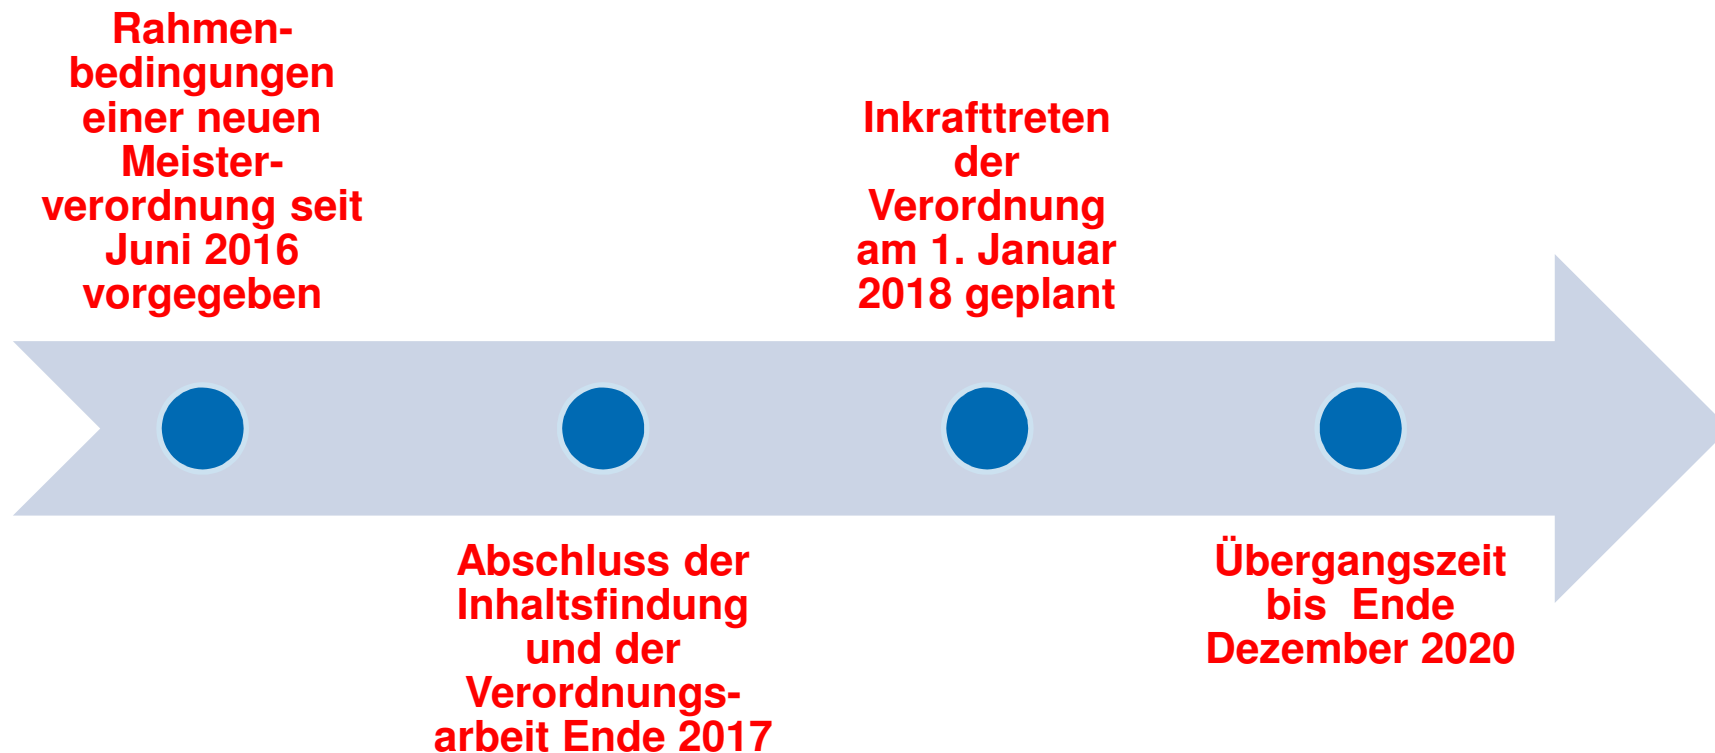 Rahmen-
bedingungen
einer neuen
Meister-
verordnung seit
Juni 2016
vorgegeben
Abschluss der
Inhaltsfindung
und der
Verordnungs-
arbeit Ende 2017
Inkrafttreten
der
Verordnung
am 1. Januar
2018 geplant
Übergangszeit
bis  Ende
Dezember 2020